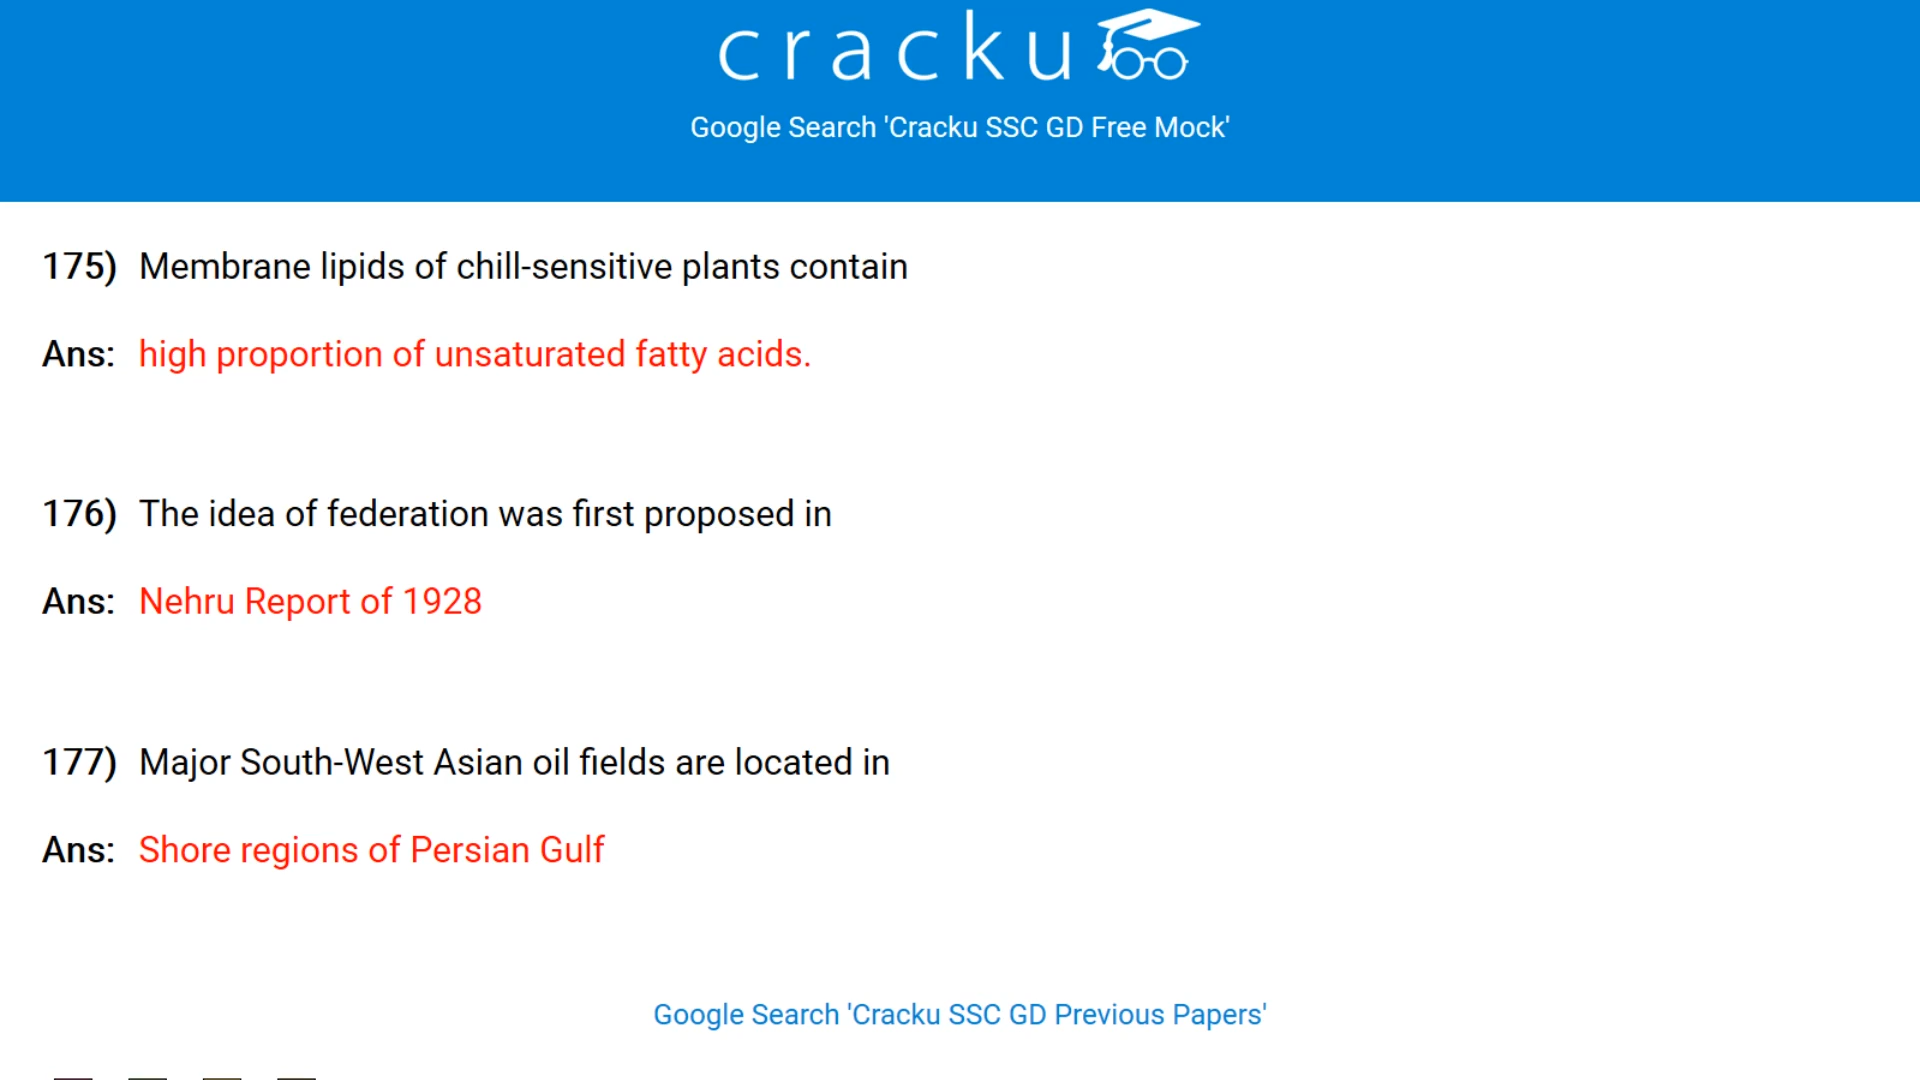 cracku
Google Search 'Cracku SSC GD Free Mock'
175) Membrane lipids of chill-sensitive plants contain
Ans: high proportion of unsaturated fatty acids.
176) The idea of federation was first proposed in
Ans: Nehru Report of 1928
177) Major South-West Asian oil fields are located in
Ans: Shore regions of Persian Gulf
Google Search 'Cracku SSC GD Previous Papers'